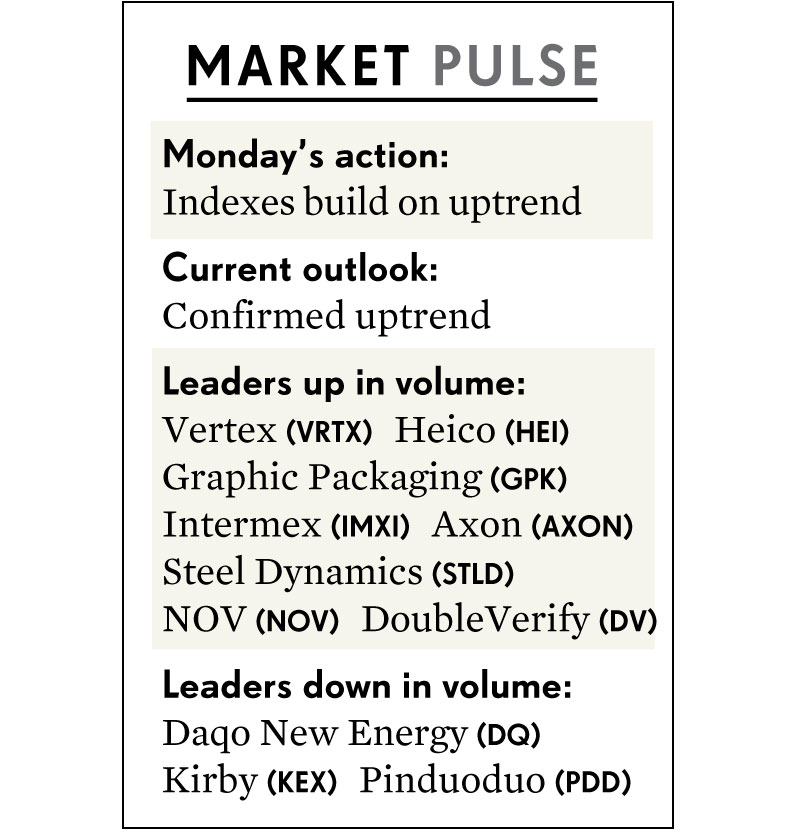 MARKET PULSE
Monday’s action:
Indexes build on uptrend
Current outlook:
Confirmed uptrend
Leaders up in volume:
Vertex (VRTX) Heico (HEI)
Graphic Packaging (GPK)
Intermex (IMXI) Axon (AXON)
Steel Dynamics (STLD)
NOV (NOV) DoubleVerify (DV)
Leaders down in volume:
Daqo New Energy (DQ)
Kirby (KEX) Pinduoduo (PDD)